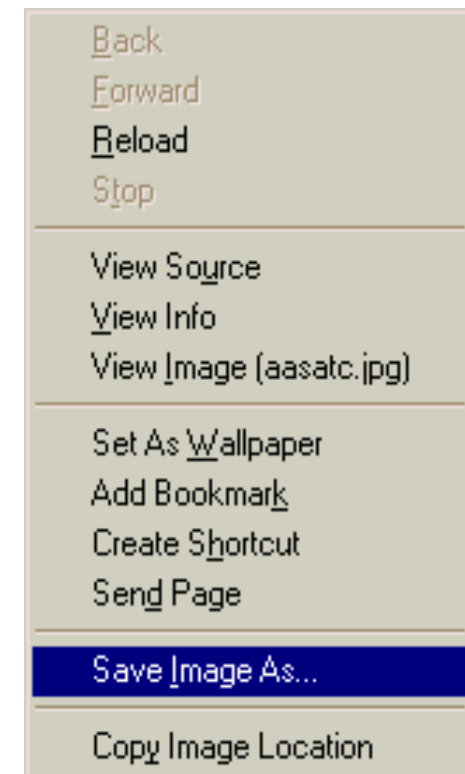 Back
Forward
Reload
Stop
View Source
View Info
View Image (aasatc.jpg)
Set As Wallpaper
Add Bookmark
Create Shortcut
Send Page
Save Image As...
Copy Image Location